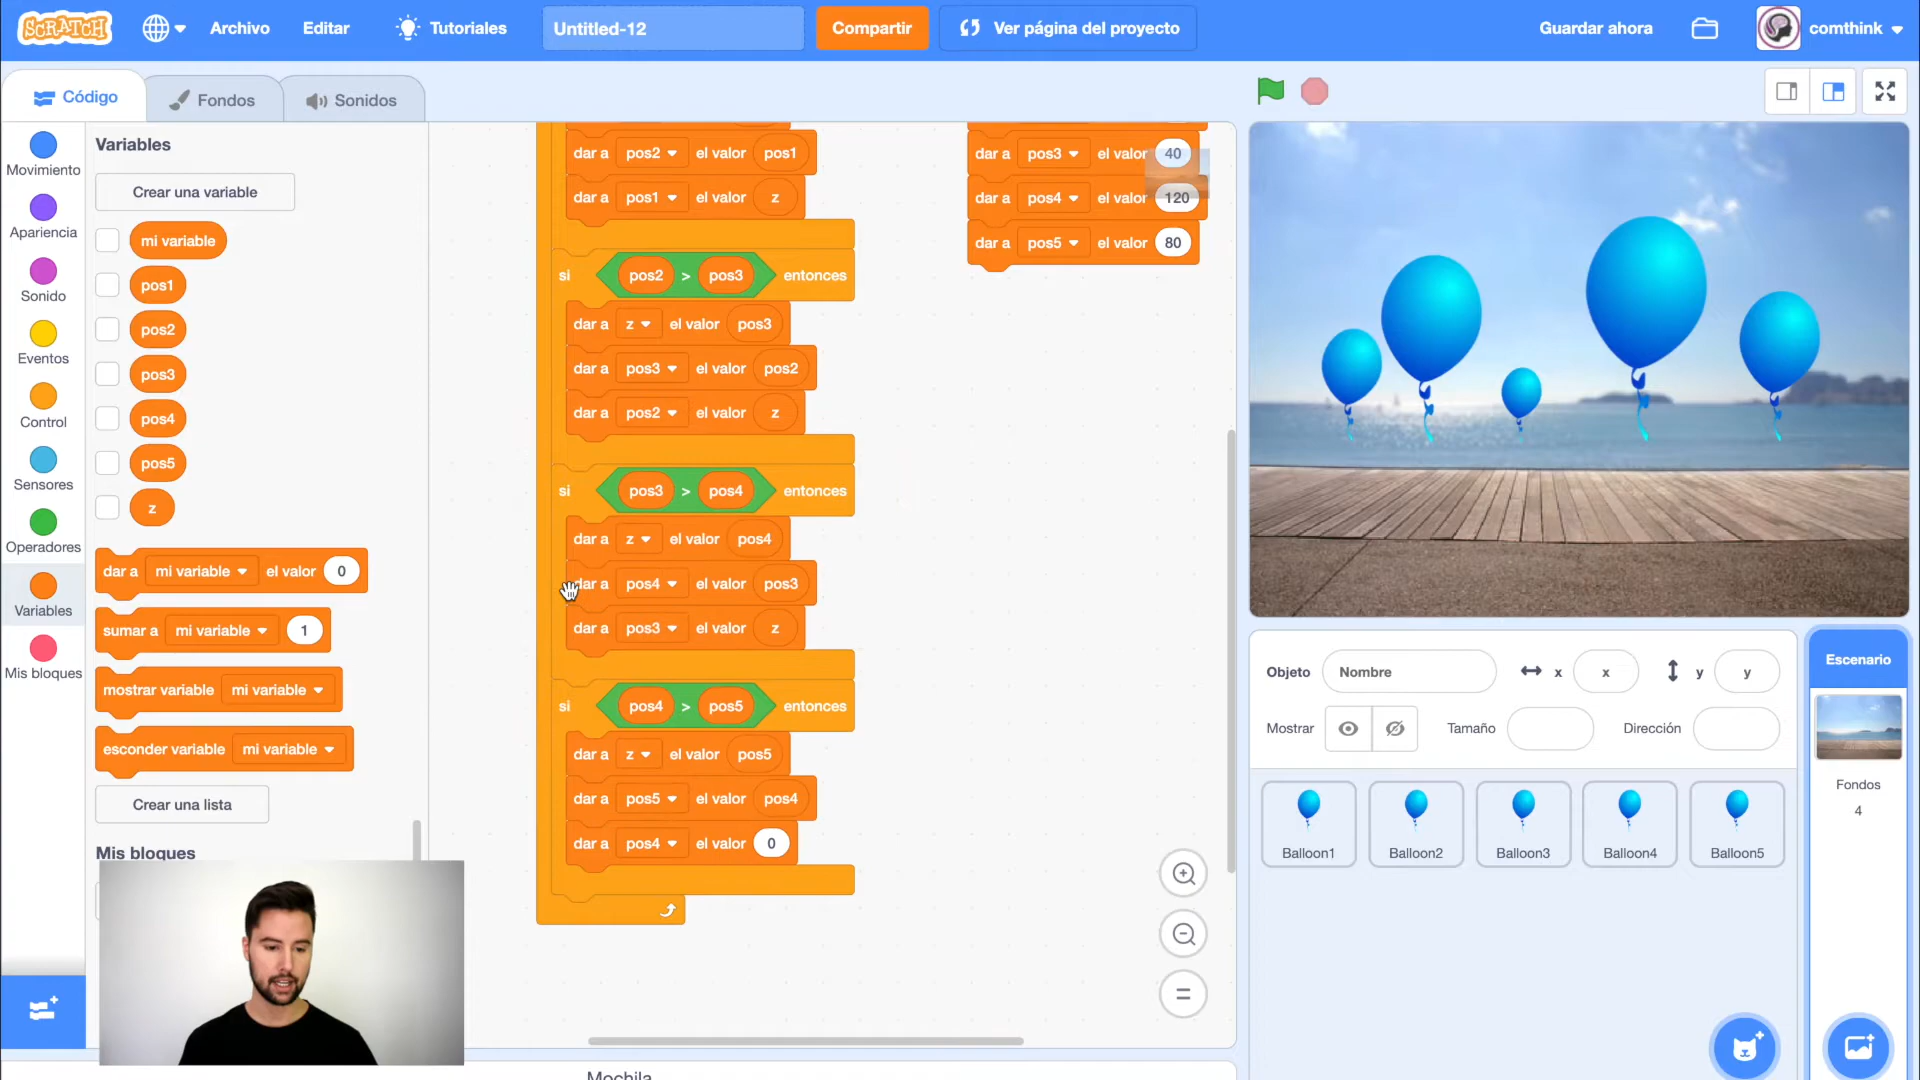 SCRATCH Archivo Editar Tutoriales Untitled-12 Compartir Ver página del proyecto Guardar ahora comthink
Código Fondos Sonidos
Movimiento
Apariencia
Sonido
Eventos
Control
Sensores
Operadores
Variables
Mis bloques
Variables
Crear una variable
mi variable
pos1
pos2
pos3
pos4
pos5
z
dar a mi variable el valor 0
sumar a mi variable 1
mostrar variable mi variable
esconder variable mi variable
Crear una lista
Mis bloques
dar a pos2 el valor pos1
dar a pos1 el valor z
si pos2 > pos3 entonces
dar a z el valor pos3
dar a pos3 el valor pos2
dar a pos2 el valor z
si pos3 > pos4 entonces
dar a z el valor pos4
dar a pos4 el valor pos3
dar a pos3 el valor z
si pos4 > pos5 entonces
dar a z el valor pos5
dar a pos5 el valor pos4
dar a pos4 el valor 0
dar a pos3 el valor 40
dar a pos4 el valor 120
dar a pos5 el valor 80
Mochila
Objeto Nombre x x y y
Mostrar Tamaño Dirección
Balloon1 Balloon2 Balloon3 Balloon4 Balloon5
Escenario
Fondos
4